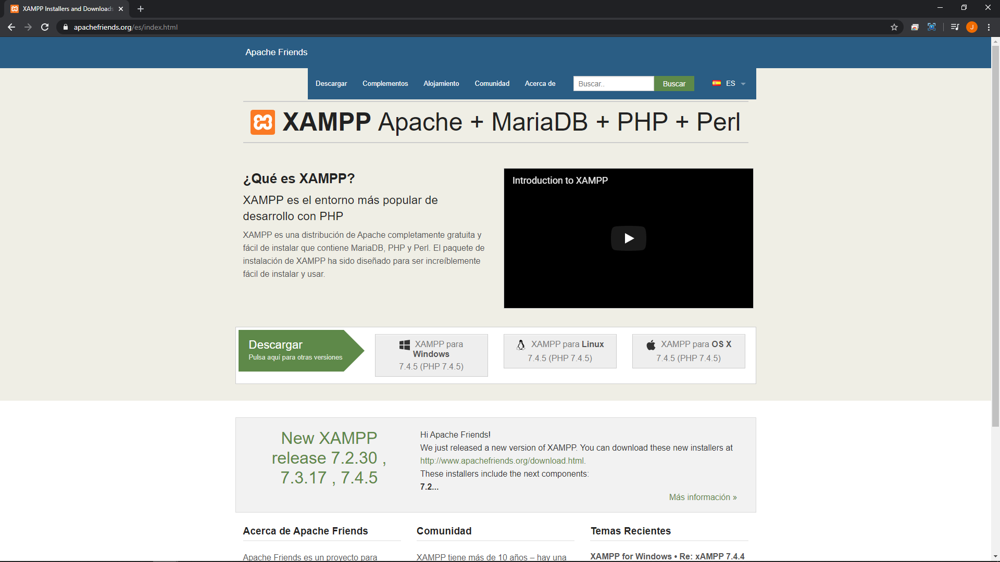 XAMPP Installers and Downloads
apachefriends.org/es/index.html
J
Apache Friends
Descargar Complementos Alojamiento Comunidad Acerca de Buscar.. Buscar ES
XAMPP Apache + MariaDB + PHP + Perl
¿Qué es XAMPP?
XAMPP es el entorno más popular de
desarrollo con PHP
XAMPP es una distribución de Apache completamente gratuita y
fácil de instalar que contiene MariaDB, PHP y Perl. El paquete de
instalación de XAMPP ha sido diseñado para ser increíblemente
fácil de instalar y usar.
Introduction to XAMPP
Descargar
Pulsa aquí para otras versiones
XAMPP para
Windows
7.4.5 (PHP 7.4.5)
XAMPP para Linux
7.4.5 (PHP 7.4.5)
XAMPP para OS X
7.4.5 (PHP 7.4.5)
New XAMPP
release 7.2.30 ,
7.3.17 , 7.4.5
Hi Apache Friends!
We just released a new version of XAMPP. You can download these new installers at
http://www.apachefriends.org/download.html.
These installers include the next components:
7.2...
Más información »
Acerca de Apache Friends
Apache Friends es un proyecto para
Comunidad
XAMPP tiene más de 10 años – hay una
Temas Recientes
XAMPP for Windows • Re: xAMPP 7.4.4